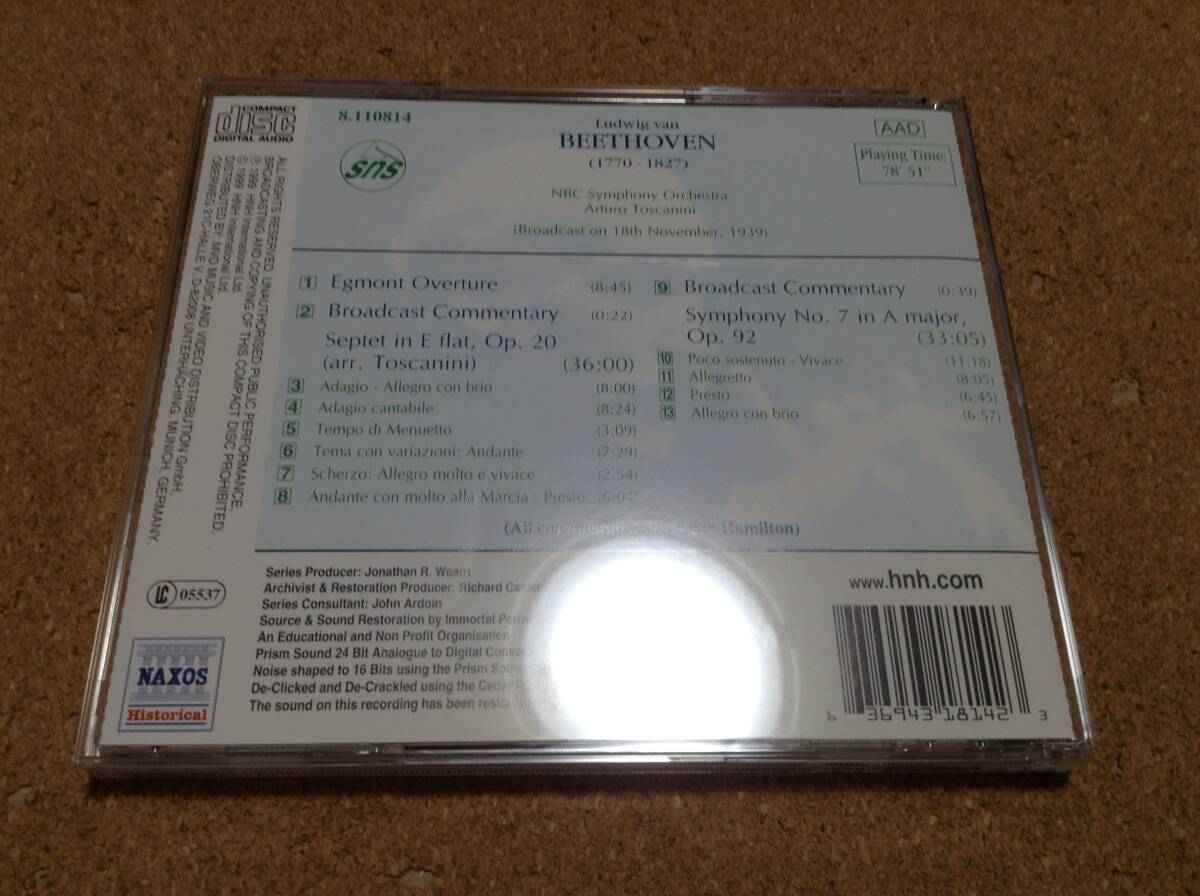 COMPACT
disc
DIGITAL AUDIO
ALL RIGHTS RESERVED. UNAUTHORISED PUBLIC PERFORMANCE,
BROADCASTING AND COPYING OF THIS COMPACT DISC PROHIBITED.
℗ 1999 HNH International Ltd.
© 1999 HNH International Ltd.
DISTRIBUTED BY: MVD MUSIC AND VIDEO DISTRIBUTION GmbH,
OBERWEG 21C-HALLE V, D-82008 UNTERHACHING, MUNICH, GERMANY.
LC 05537
NAXOS
Historical
8.110814
SNS
Ludwig van
BEETHOVEN
(1770 - 1827)
NBC Symphony Orchestra
Arturo Toscanini
(Broadcast on 18th November, 1939)
AAD
Playing Time:
78' 51"
1 Egmont Overture (8:45)
2 Broadcast Commentary (0:22)
Septet in E flat, Op. 20
(arr. Toscanini) (36:00)
3 Adagio - Allegro con brio (8:00)
4 Adagio cantabile (8:24)
5 Tempo di Menuetto (3:09)
6 Tema con variazioni: Andante (7:29)
7 Scherzo: Allegro molto e vivace (2.54)
8 Andante con molto alla Marcia - Presto (6:04)
9 Broadcast Commentary (0:39)
Symphony No. 7 in A major,
Op. 92 (33:05)
10 Poco sostenuto - Vivace (11:18)
11 Allegretto (8:05)
12 Presto (6:45)
13 Allegro con brio (6:57)
(All Hamilton)
Series Producer: Jonathan R. Wearn
Archivist & Restoration Producer: Richard
Series Consultant: John Ardoin
Source & Sound Restoration by Immortal
An Educational and Non Profit Organisation
Prism Sound 24 Bit Analogue to Digital
Noise shaped to 16 Bits using the Prism
De-Clicked and De-Crackled using the
The sound on this recording has been
www.hnh.com
6 36943 18142 3